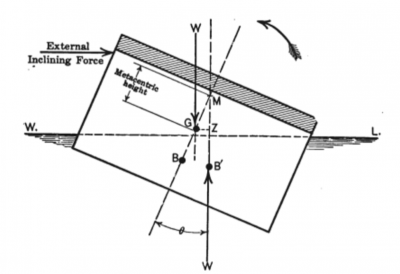 W
External
Inclining Force
Metacentric
height
M
G
Z
W.
L.
B
B'
θ
W